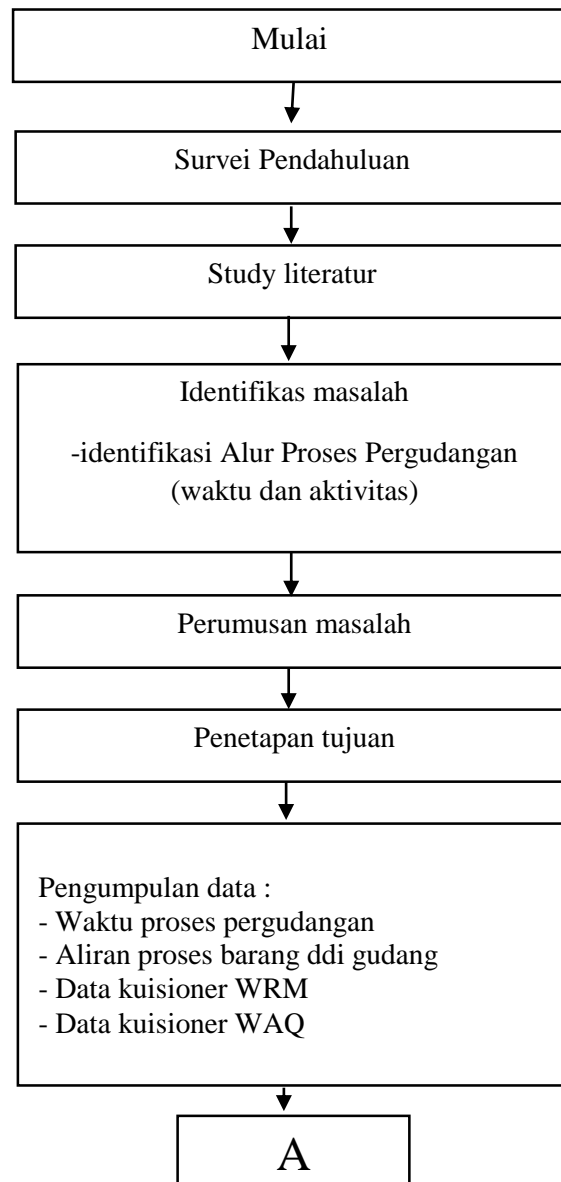 Mulai
Survei Pendahuluan
Study literatur
Identifikas masalah
-identifikasi Alur Proses Pergudangan
(waktu dan aktivitas)
Perumusan masalah
Penetapan tujuan
Pengumpulan data :
- Waktu proses pergudangan
- Aliran proses barang ddi gudang
- Data kuisioner WRM
- Data kuisioner WAQ
A